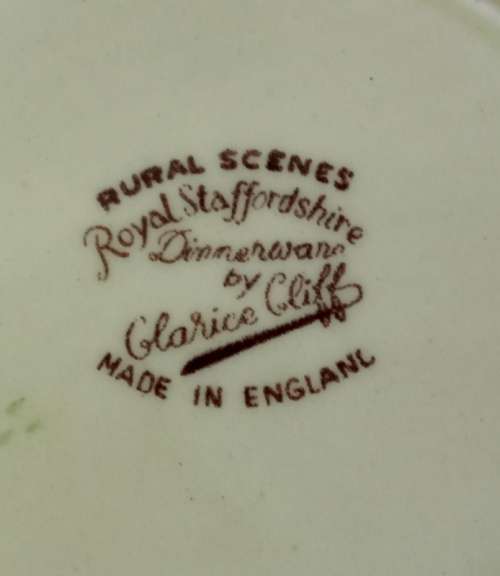 RURAL SCENES
Royal Staffordshire
Dinnerware
by
Clarice Cliff
MADE IN ENGLAND